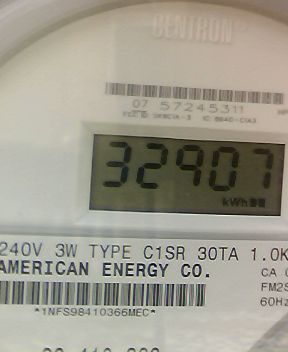 CENTRON
07 57245311
32907
kWh
240V 3W TYPE C1SR 30TA 1.0K
AMERICAN ENERGY CO.
CA
FM2S
60Hz
*1NFS98410366MEC*